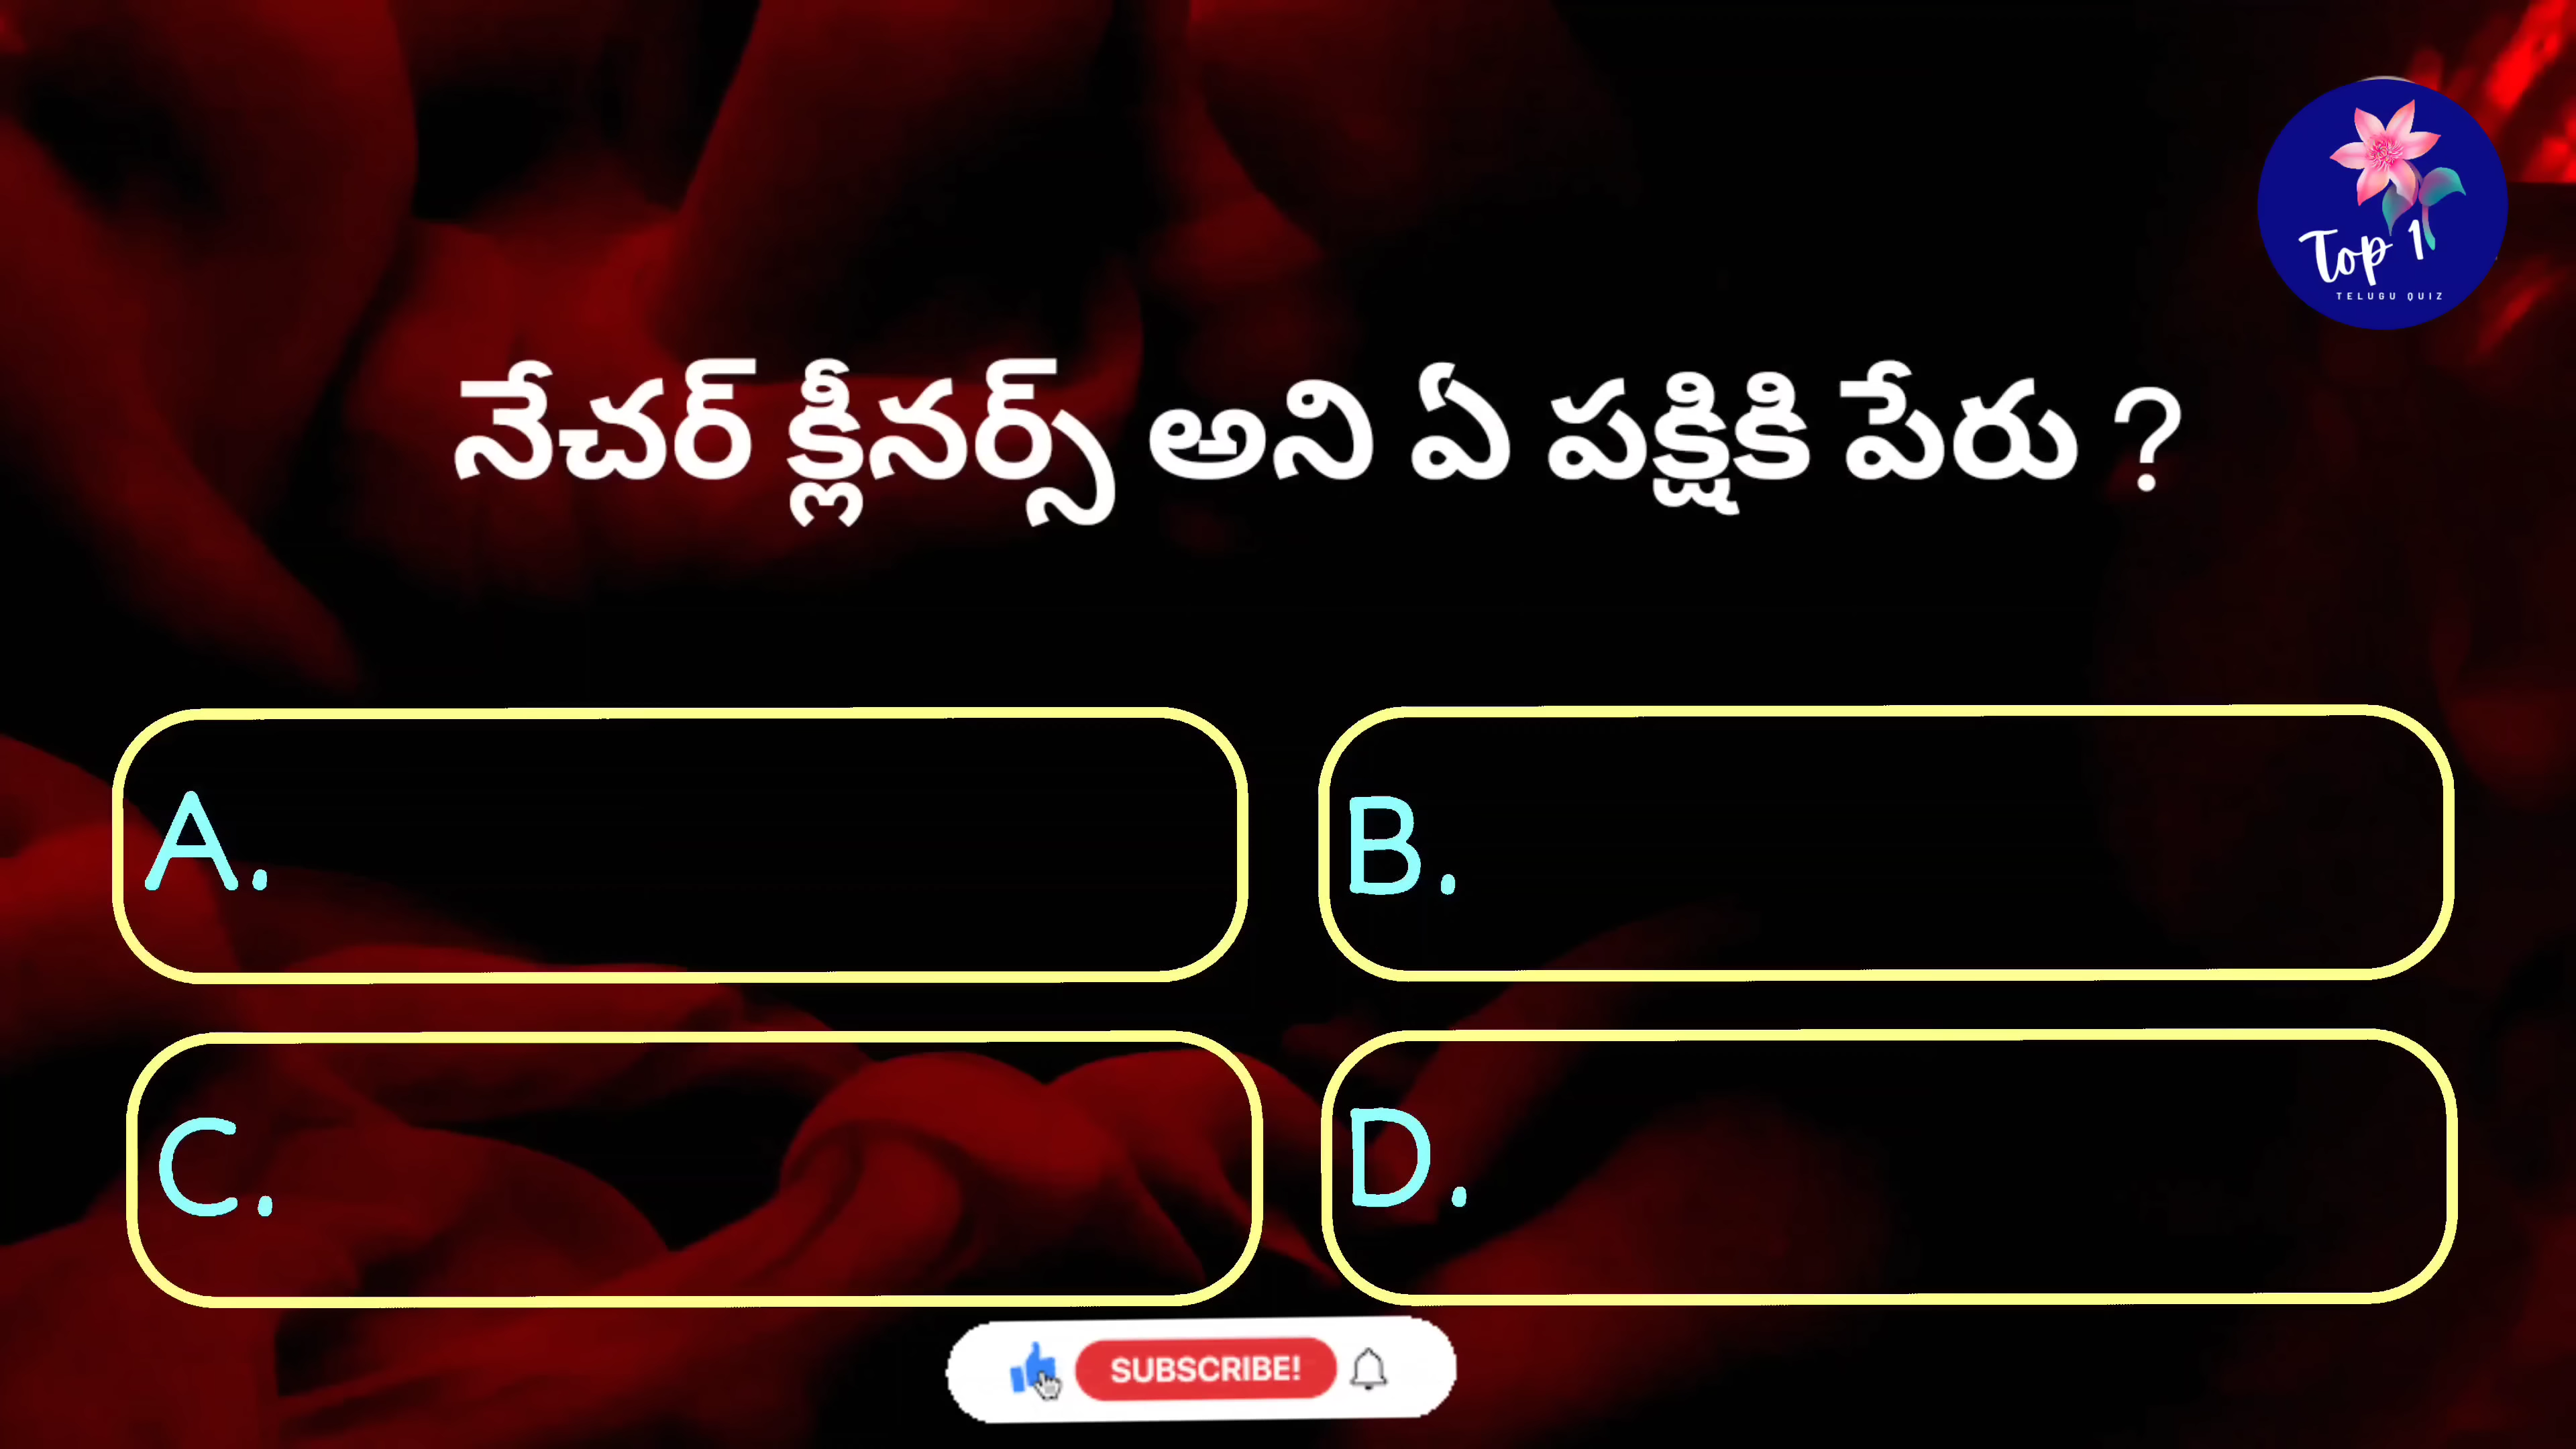 Top 1
TELUGU QUIZ
నేచర్ క్లీనర్స్ అని ఏ పక్షికి పేరు ?
A.
B.
C.
D.
SUBSCRIBE!